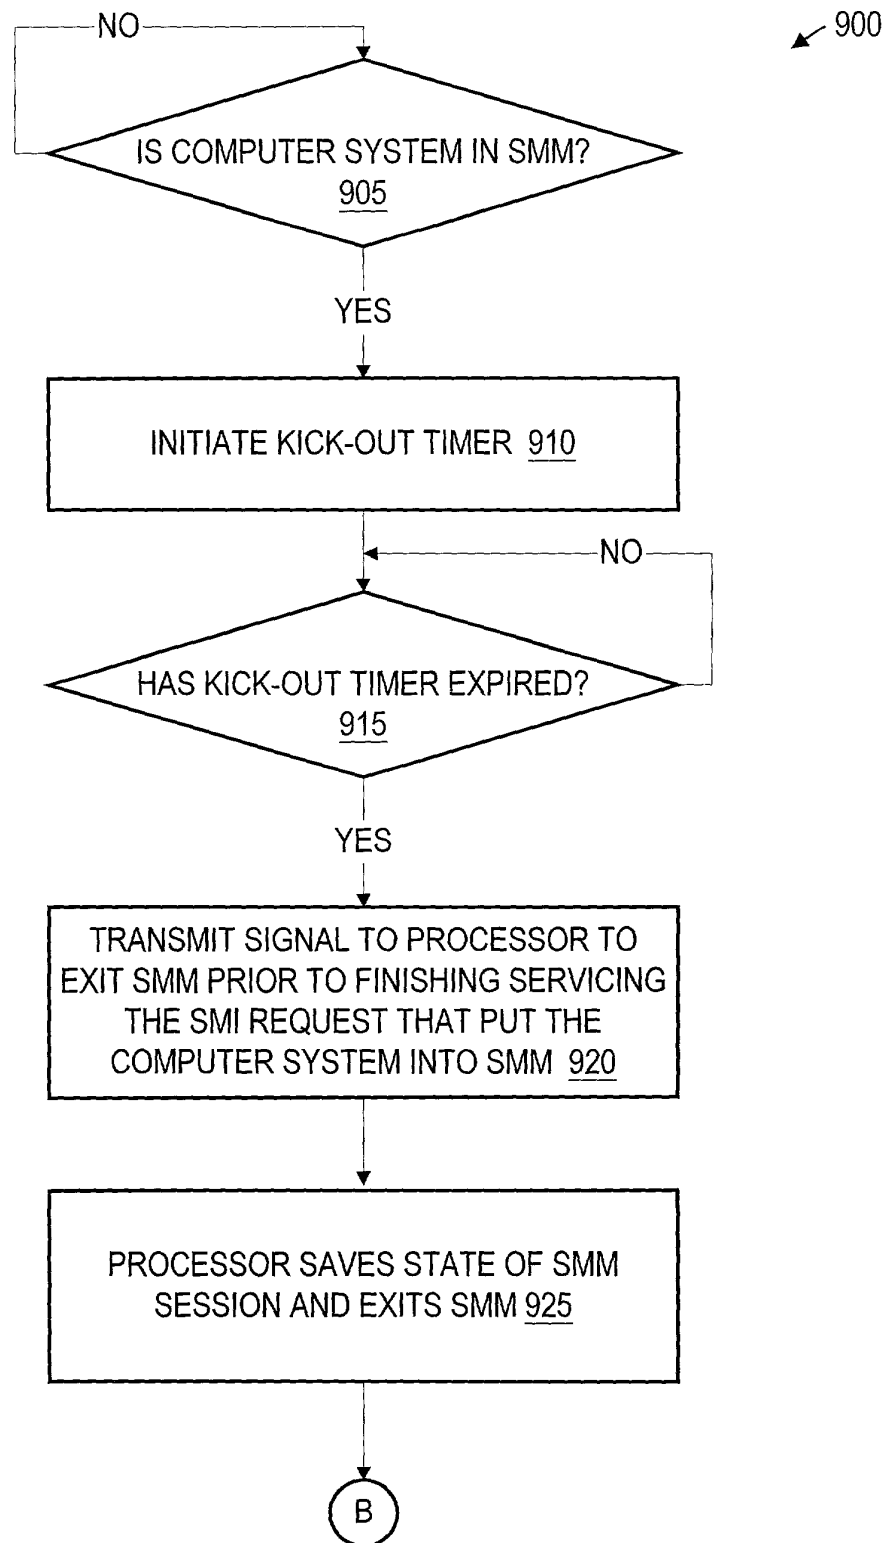 NO
900
IS COMPUTER SYSTEM IN SMM?
905
YES
INITIATE KICK-OUT TIMER 910
NO
HAS KICK-OUT TIMER EXPIRED?
915
YES
TRANSMIT SIGNAL TO PROCESSOR TO
EXIT SMM PRIOR TO FINISHING SERVICING
THE SMI REQUEST THAT PUT THE
COMPUTER SYSTEM INTO SMM 920
PROCESSOR SAVES STATE OF SMM
SESSION AND EXITS SMM 925
B